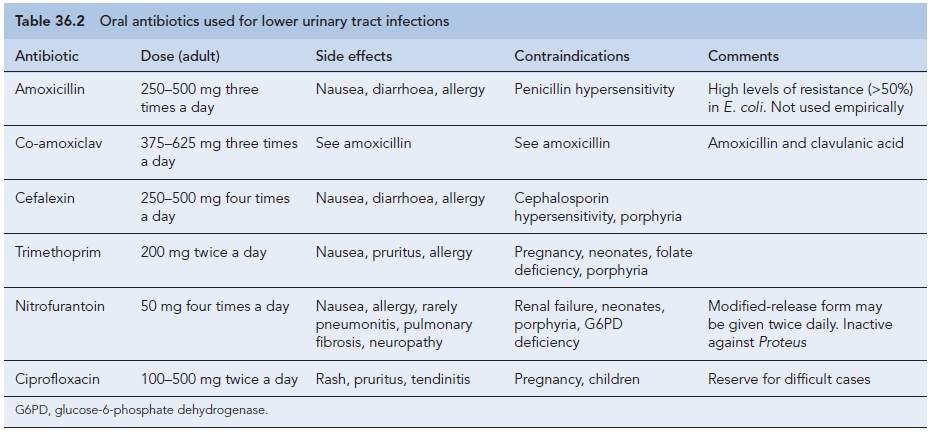 Table 36.2 Oral antibiotics used for lower urinary tract infections
Antibiotic Dose (adult) Side effects Contraindications Comments
Amoxicillin 250–500 mg three Nausea, diarrhoea, allergy Penicillin hypersensitivity High levels of resistance (>50%)
times a day in E. coli. Not used empirically
Co-amoxiclav 375–625 mg three times See amoxicillin See amoxicillin Amoxicillin and clavulanic acid
a day
Cefalexin 250–500 mg four times Nausea, diarrhoea, allergy Cephalosporin
a day hypersensitivity, porphyria
Trimethoprim 200 mg twice a day Nausea, pruritus, allergy Pregnancy, neonates, folate
deficiency, porphyria
Nitrofurantoin 50 mg four times a day Nausea, allergy, rarely Renal failure, neonates, Modified-release form may
pneumonitis, pulmonary porphyria, G6PD be given twice daily. Inactive
fibrosis, neuropathy deficiency against Proteus
Ciprofloxacin 100–500 mg twice a day Rash, pruritus, tendinitis Pregnancy, children Reserve for difficult cases
G6PD, glucose-6-phosphate dehydrogenase.